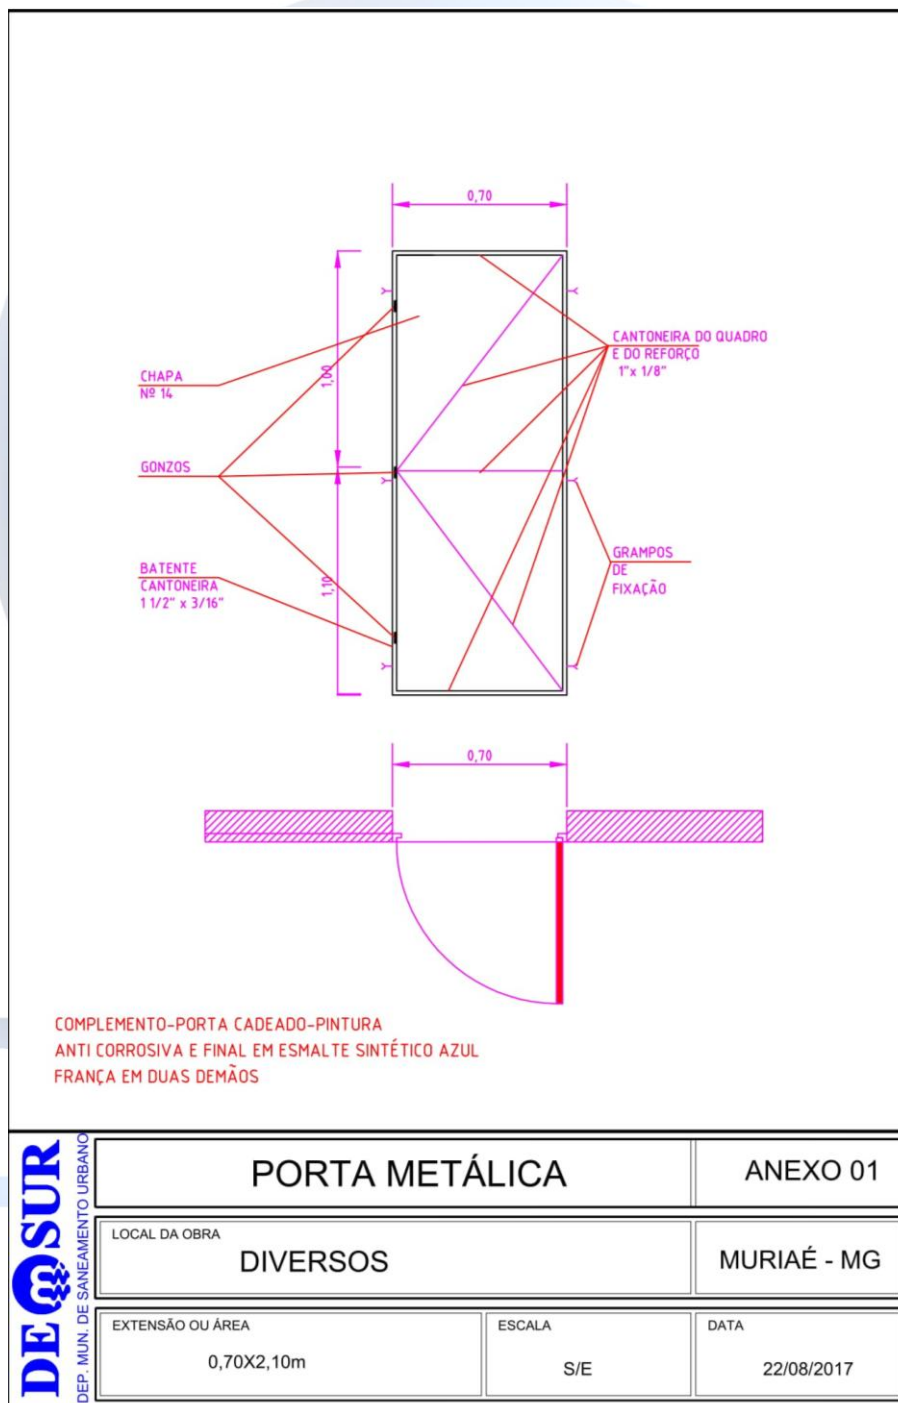 0,70
CANTONEIRA DO QUADRO
E DO REFORÇO
1"x 1/8"
CHAPA
Nº 14
1,00
GONZOS
GRAMPOS
DE
FIXAÇÃO
BATENTE
CANTONEIRA
1 1/2" x 3/16"
1,10
0,70
COMPLEMENTO-PORTA CADEADO-PINTURA
ANTI CORROSIVA E FINAL EM ESMALTE SINTÉTICO AZUL
FRANÇA EM DUAS DEMÃOS
DEMSUR
DEP. MUN. DE SANEAMENTO URBANO
PORTA METÁLICA
ANEXO 01
LOCAL DA OBRA
DIVERSOS
MURIAÉ - MG
EXTENSÃO OU ÁREA
0,70X2,10m
ESCALA
S/E
DATA
22/08/2017